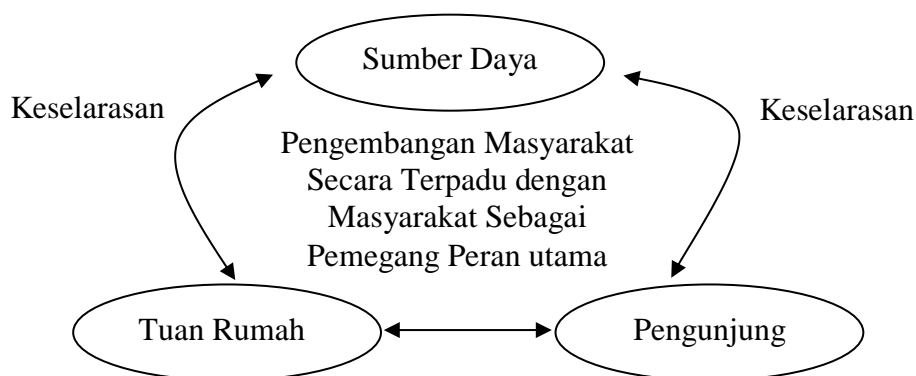 Sumber Daya
Keselarasan
Keselarasan
Pengembangan Masyarakat
Secara Terpadu dengan
Masyarakat Sebagai
Pemegang Peran utama
Tuan Rumah
Pengunjung